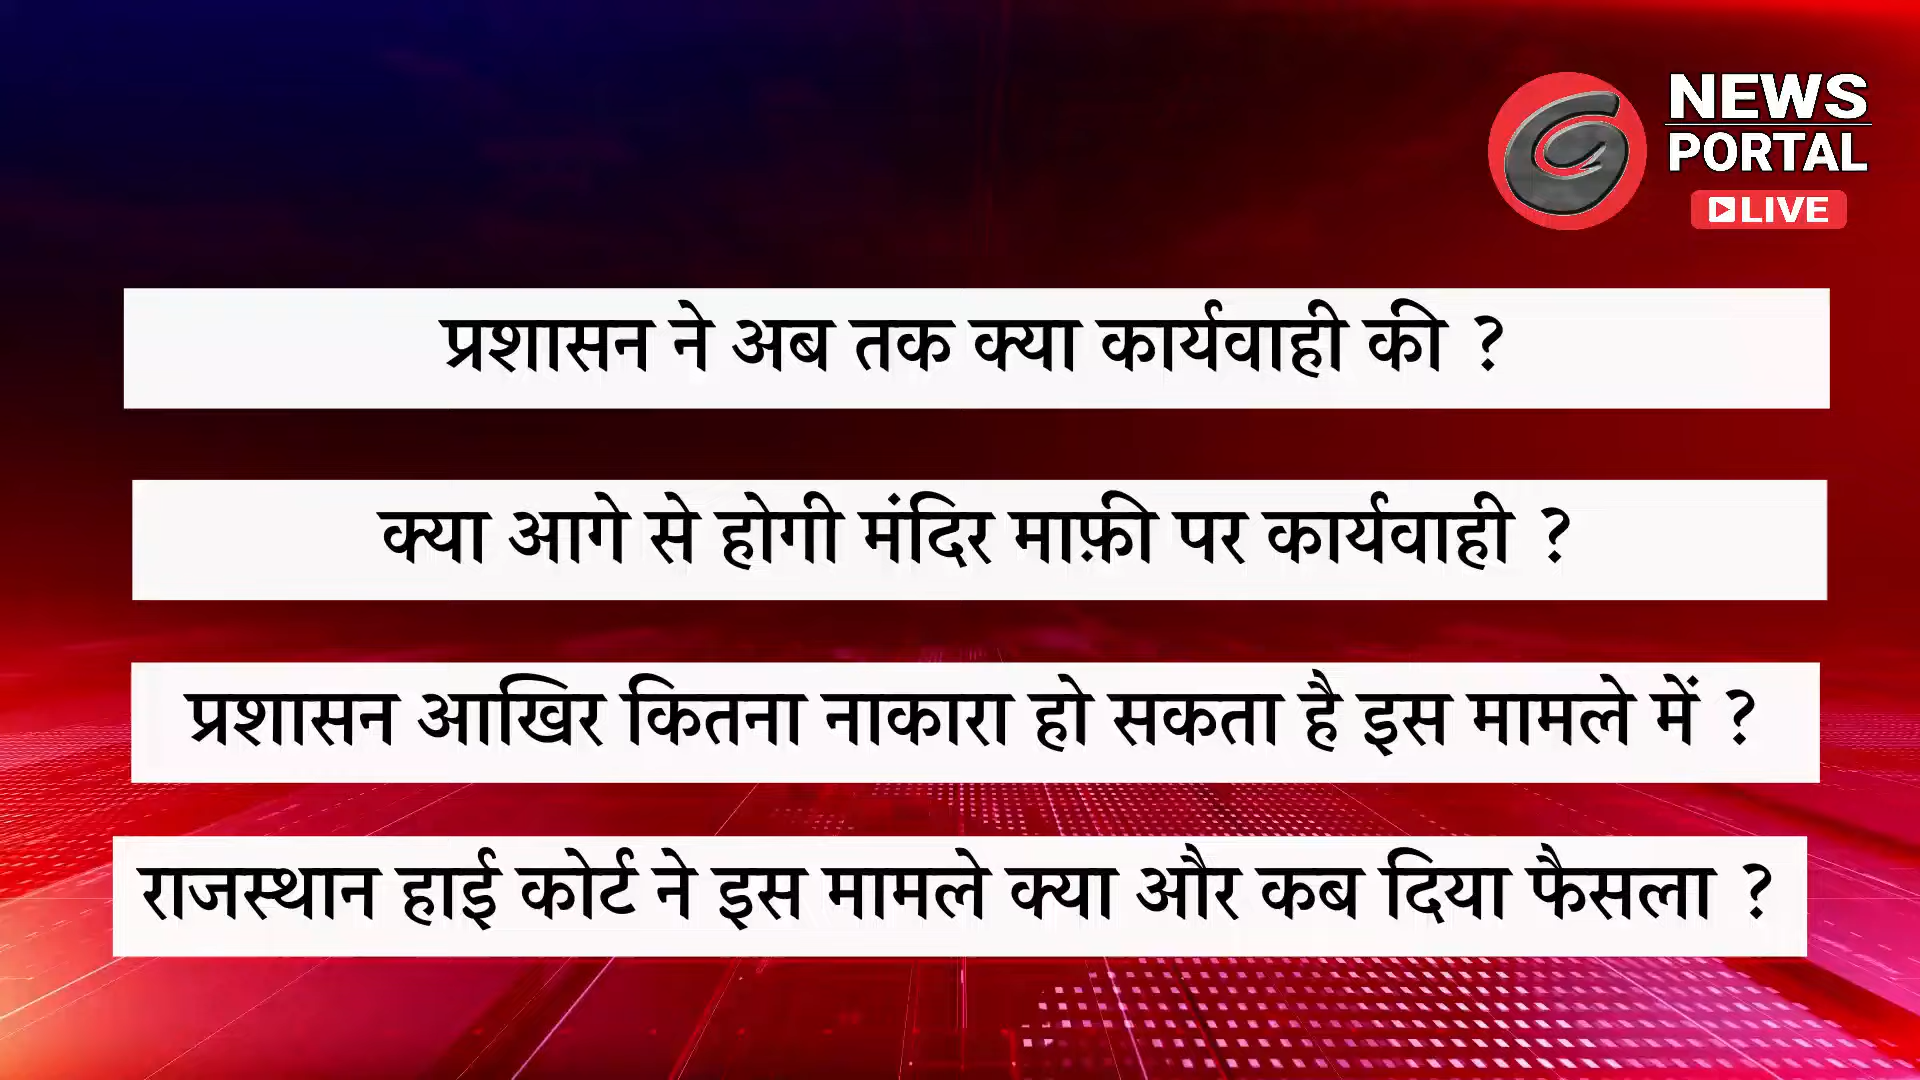 NEWS
PORTAL
LIVE
प्रशासन ने अब तक क्या कार्यवाही की ?
क्या आगे से होगी मंदिर माफ़ी पर कार्यवाही ?
प्रशासन आखिर कितना नाकारा हो सकता है इस मामले में ?
राजस्थान हाई कोर्ट ने इस मामले क्या और कब दिया फैसला ?